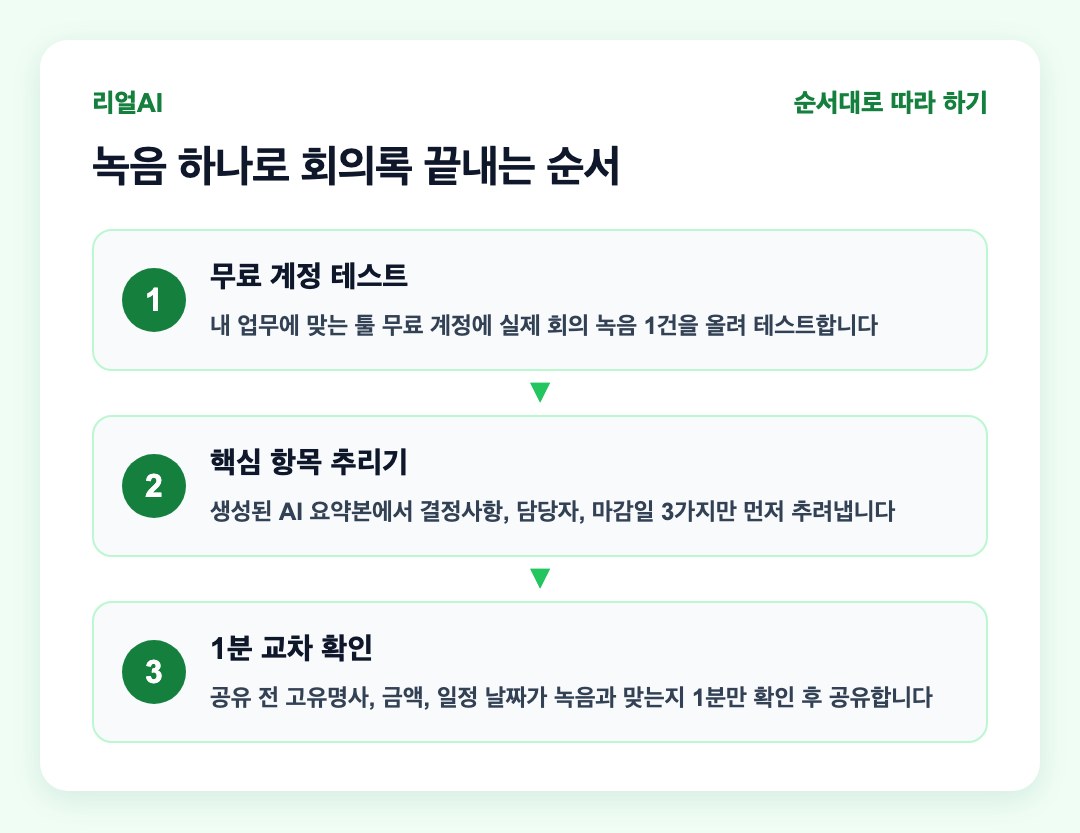 리얼AI
순서대로 따라 하기
녹음 하나로 회의록 끝내는 순서
1
무료 계정 테스트
내 업무에 맞는 툴 무료 계정에 실제 회의 녹음 1건을 올려 테스트합니다
▼
2
핵심 항목 추리기
생성된 AI 요약본에서 결정사항, 담당자, 마감일 3가지만 먼저 추려냅니다
▼
3
1분 교차 확인
공유 전 고유명사, 금액, 일정 날짜가 녹음과 맞는지 1분만 확인 후 공유합니다